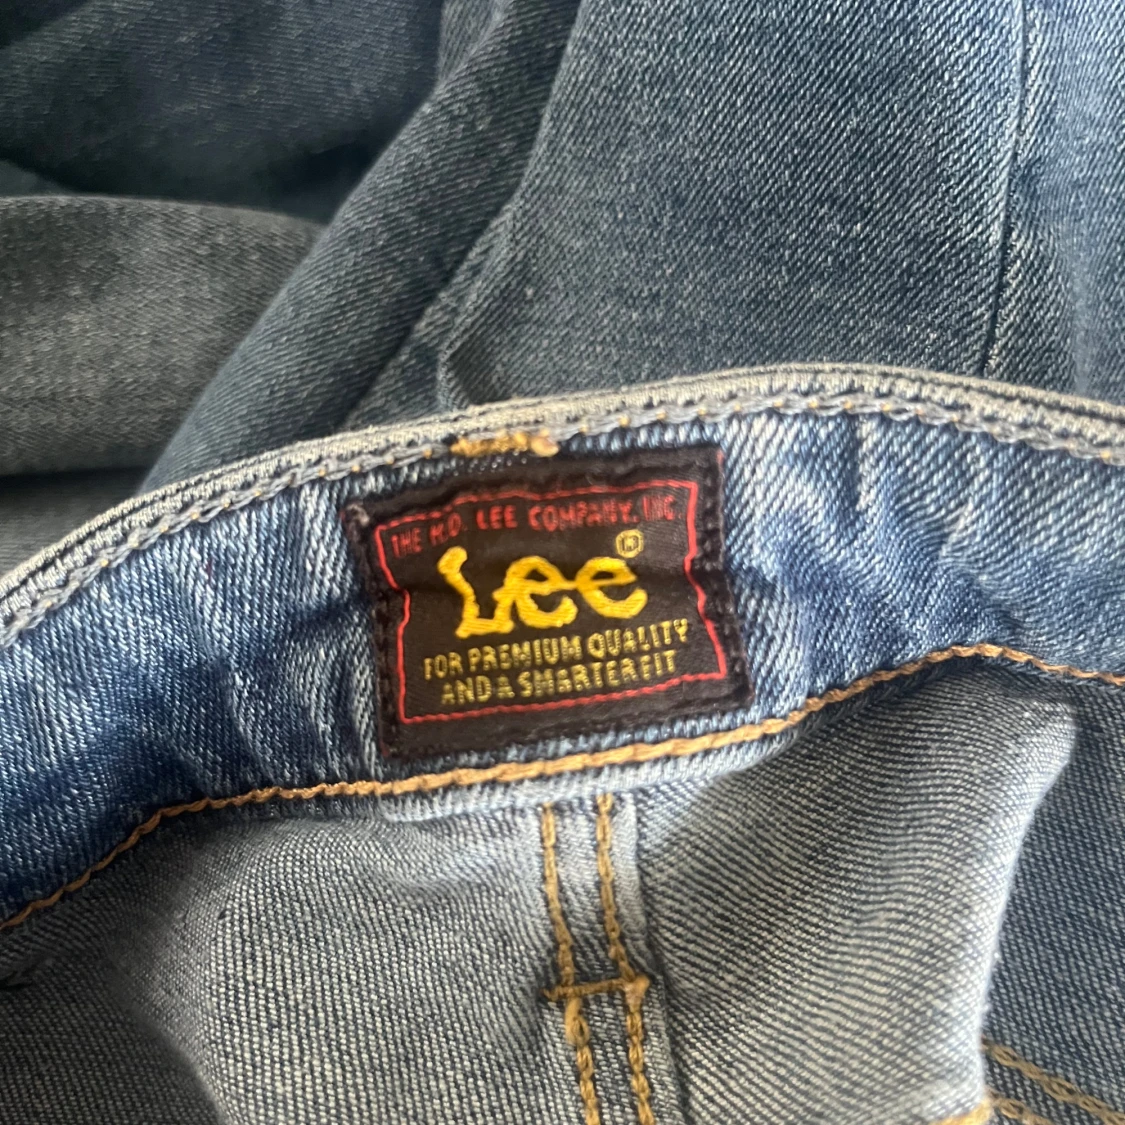 THE H.D. LEE COMPANY, INC.
Lee®
FOR PREMIUM QUALITY
AND A SMARTER FIT